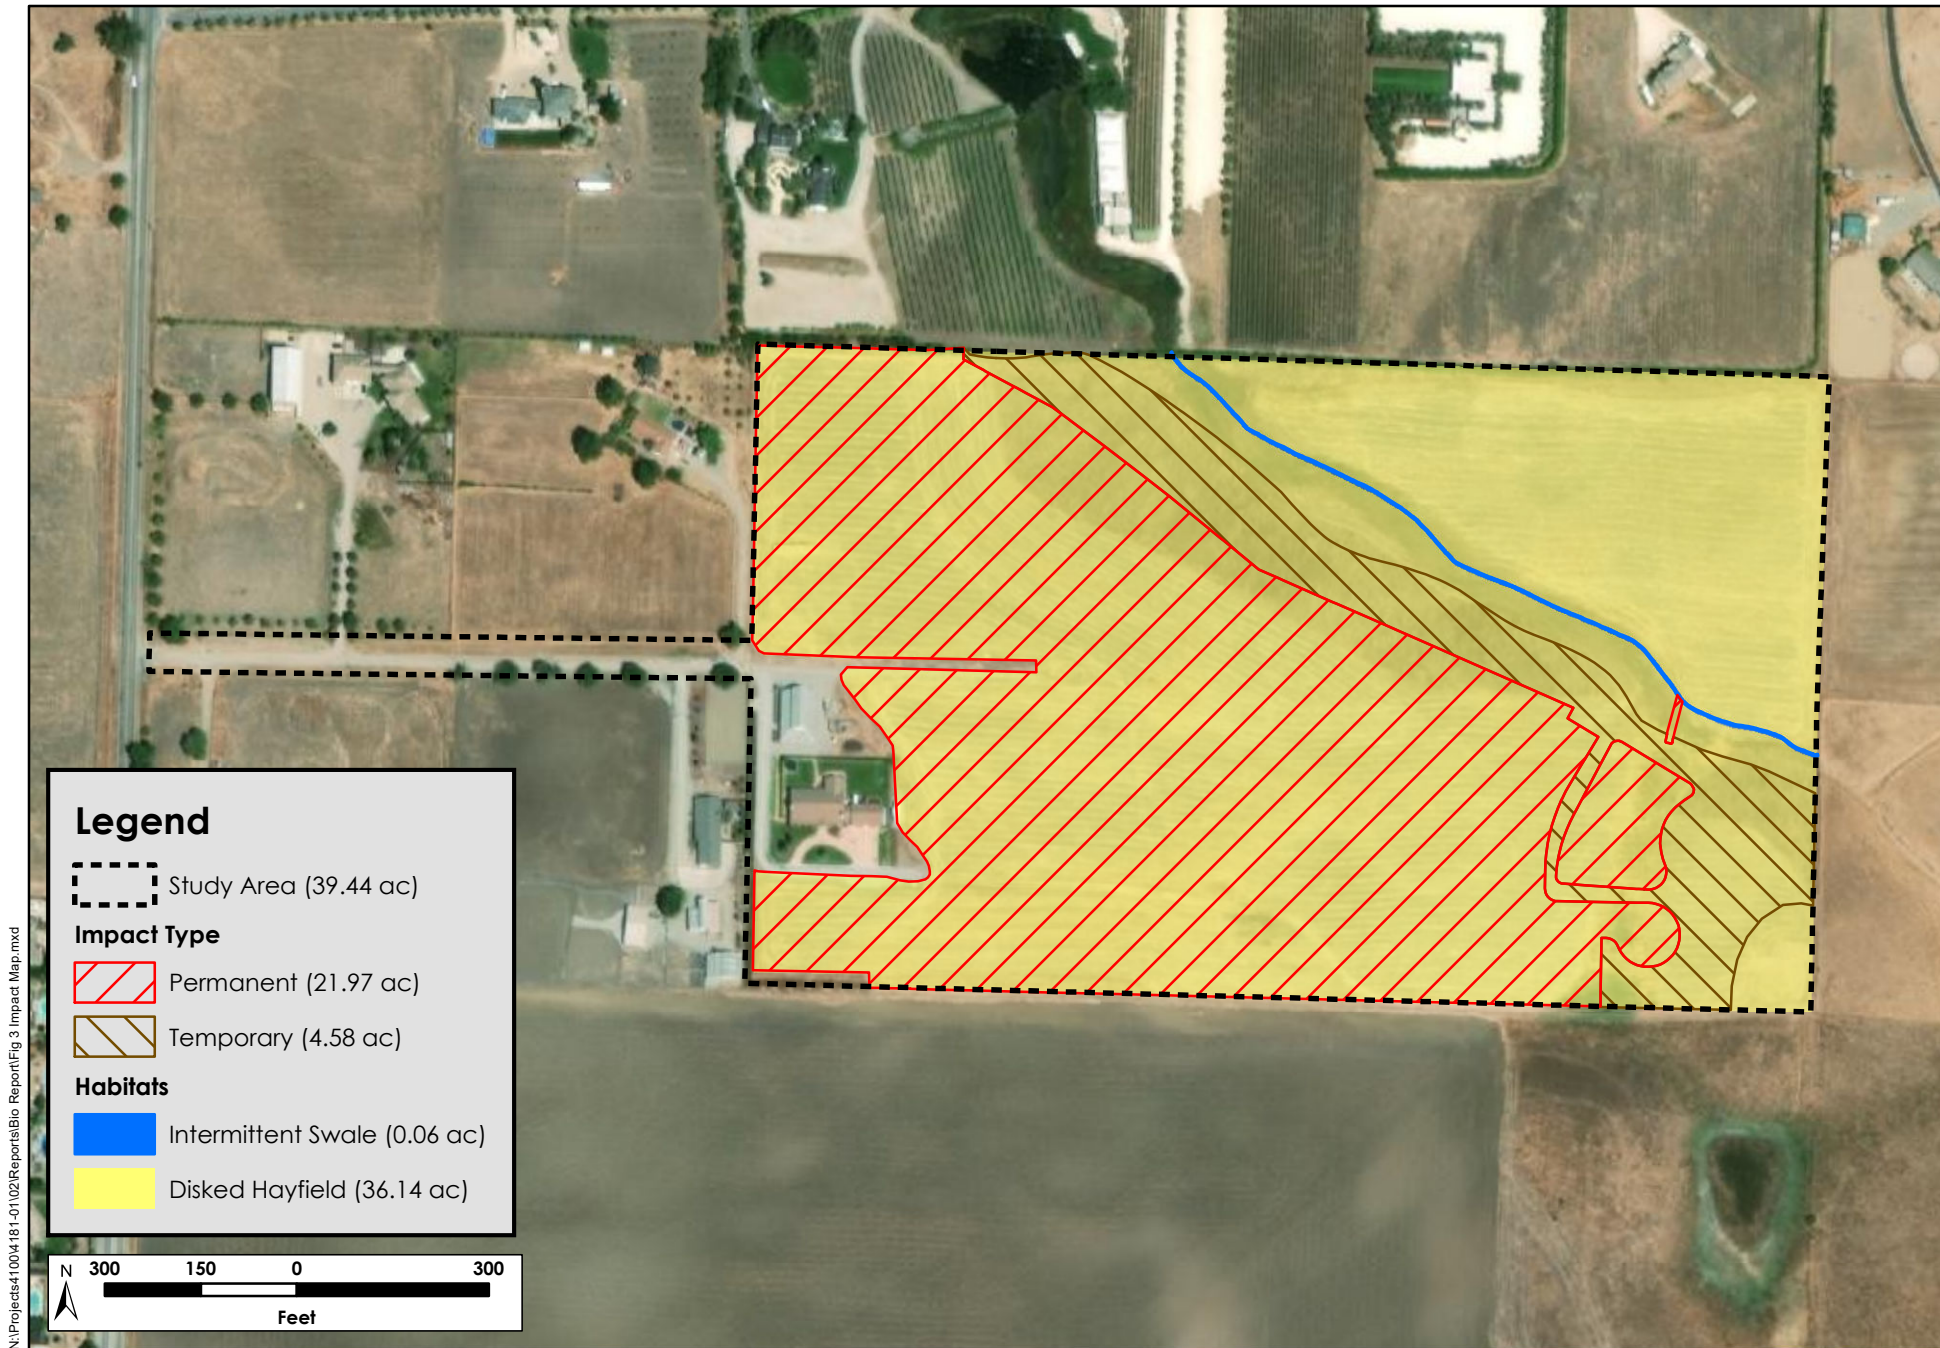 Legend
Study Area (39.44 ac)
Impact Type
Permanent (21.97 ac)
Temporary (4.58 ac)
Habitats
Intermittent Swale (0.06 ac)
Disked Hayfield (36.14 ac)
N
300 150 0 300
Feet
N:\Projects4100\4181-01\02\Reports\Bio Report\Fig 3 Impact Map.mxd